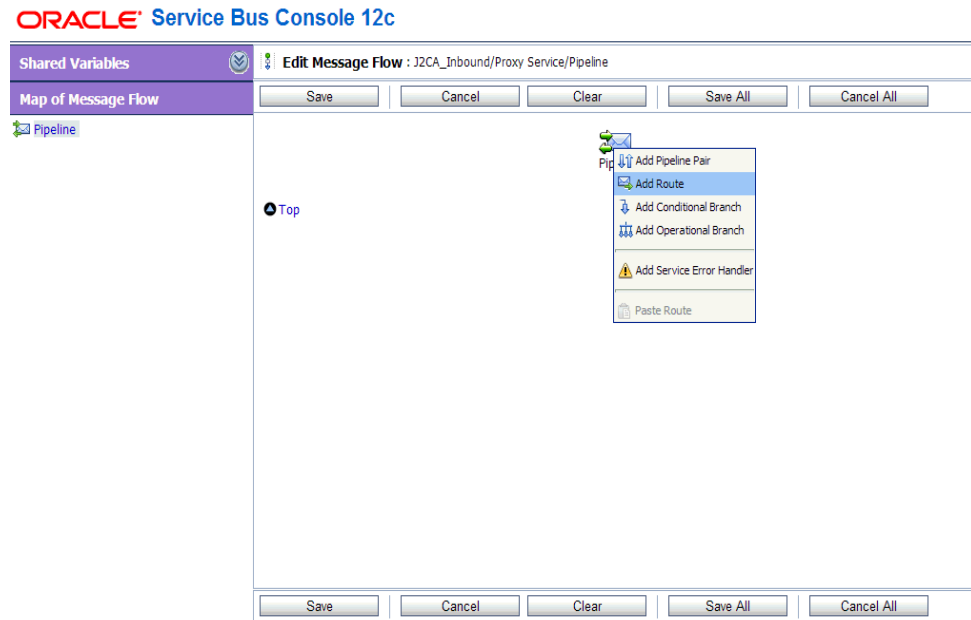 ORACLE Service Bus Console 12c
Shared Variables
Edit Message Flow : J2CA_Inbound/Proxy Service/Pipeline
Map of Message Flow
Save Cancel Clear Save All Cancel All
Pipeline
Pip
Add Pipeline Pair
Add Route
Add Conditional Branch
Top
Add Operational Branch
Add Service Error Handler
Paste Route
Save Cancel Clear Save All Cancel All